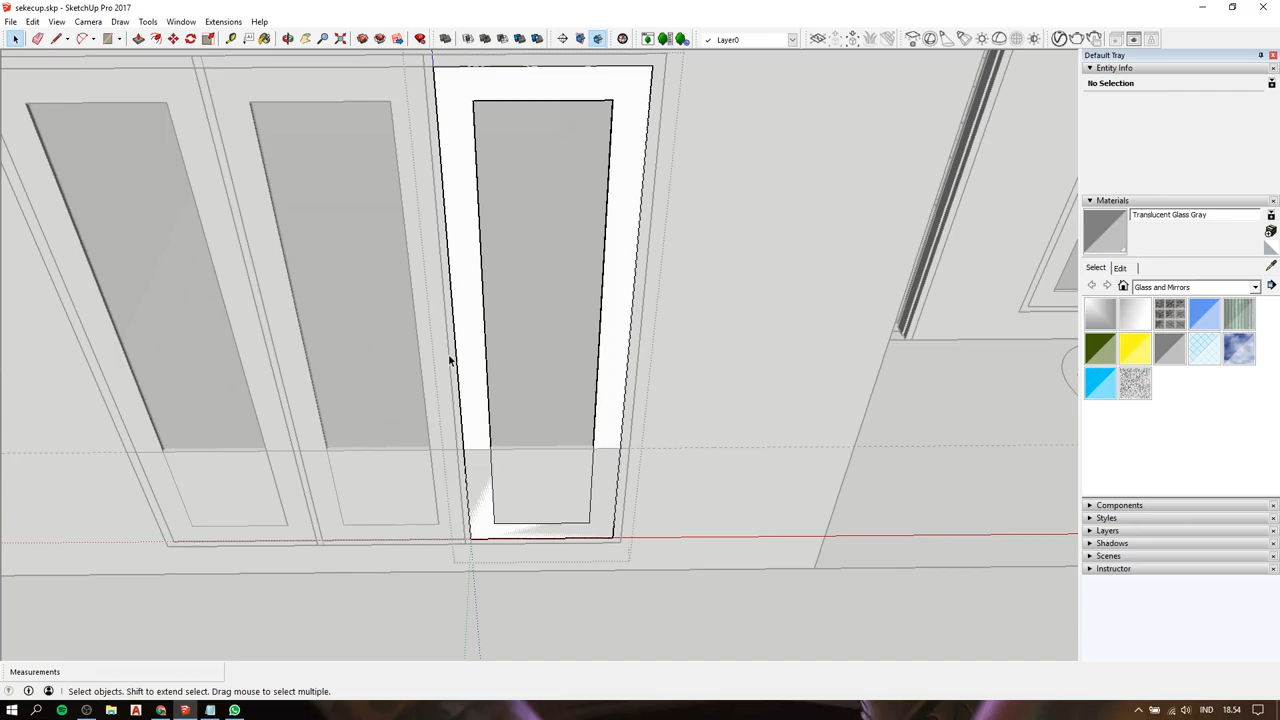 sekecup.skp - SketchUp Pro 2017
File Edit View Camera Draw Tools Window Extensions Help
Layer0
Default Tray
Entity Info
No Selection
Materials
Translucent Glass Gray
Select Edit
Glass and Mirrors
Components
Styles
Layers
Shadows
Scenes
Instructor
Measurements
Select objects. Shift to extend select. Drag mouse to select multiple.
IND 18.54